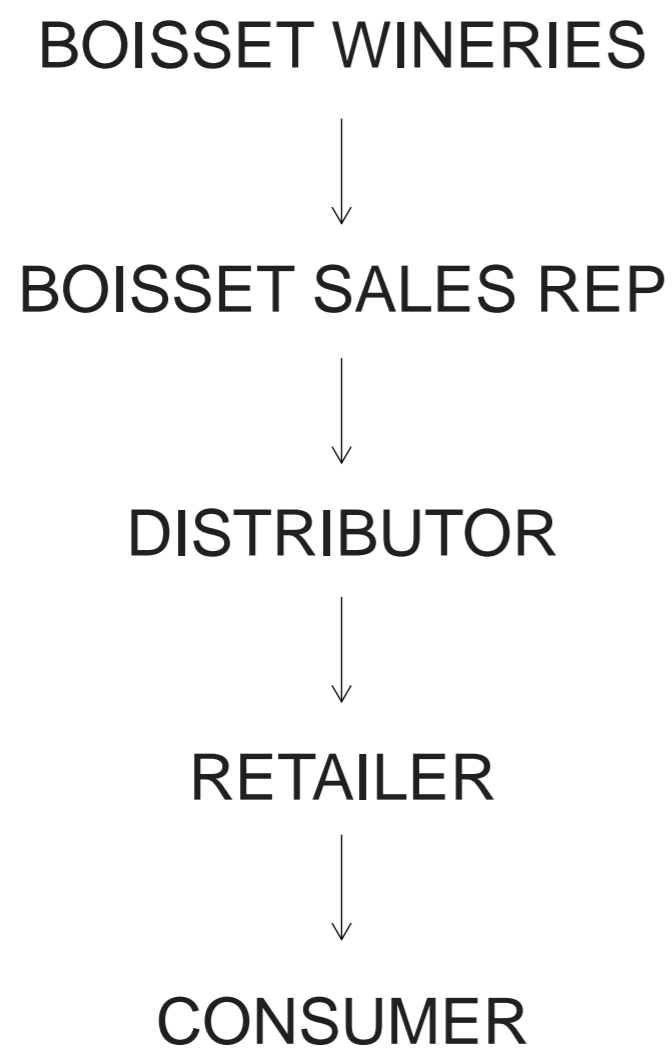 BOISSET WINERIES
BOISSET SALES REP
DISTRIBUTOR
RETAILER
CONSUMER